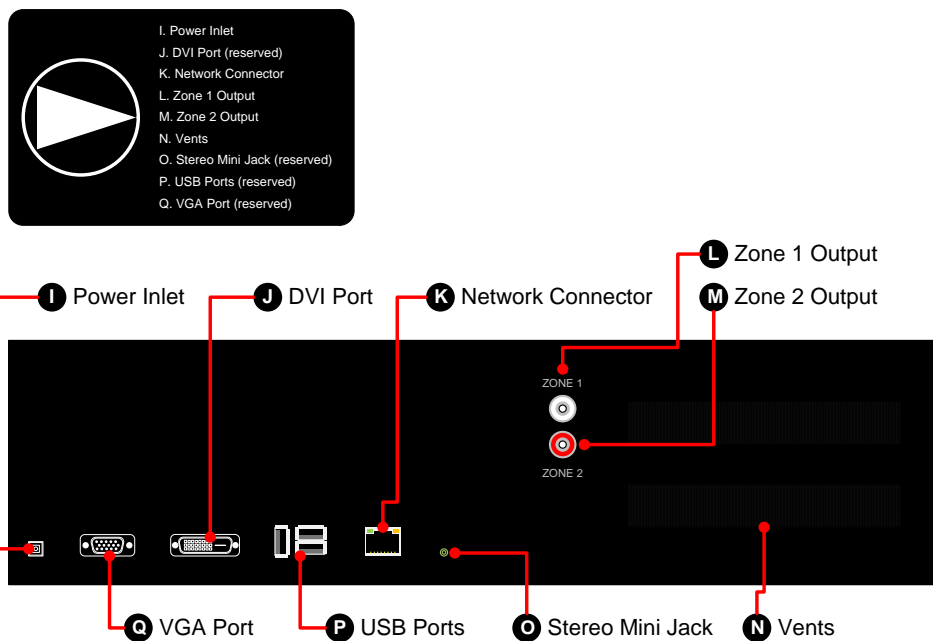 I. Power Inlet
J. DVI Port (reserved)
K. Network Connector
L. Zone 1 Output
M. Zone 2 Output
N. Vents
O. Stereo Mini Jack (reserved)
P. USB Ports (reserved)
Q. VGA Port (reserved)
L Zone 1 Output
I Power Inlet
J DVI Port
K Network Connector
M Zone 2 Output
ZONE 1
ZONE 2
Q VGA Port
P USB Ports
O Stereo Mini Jack
N Vents